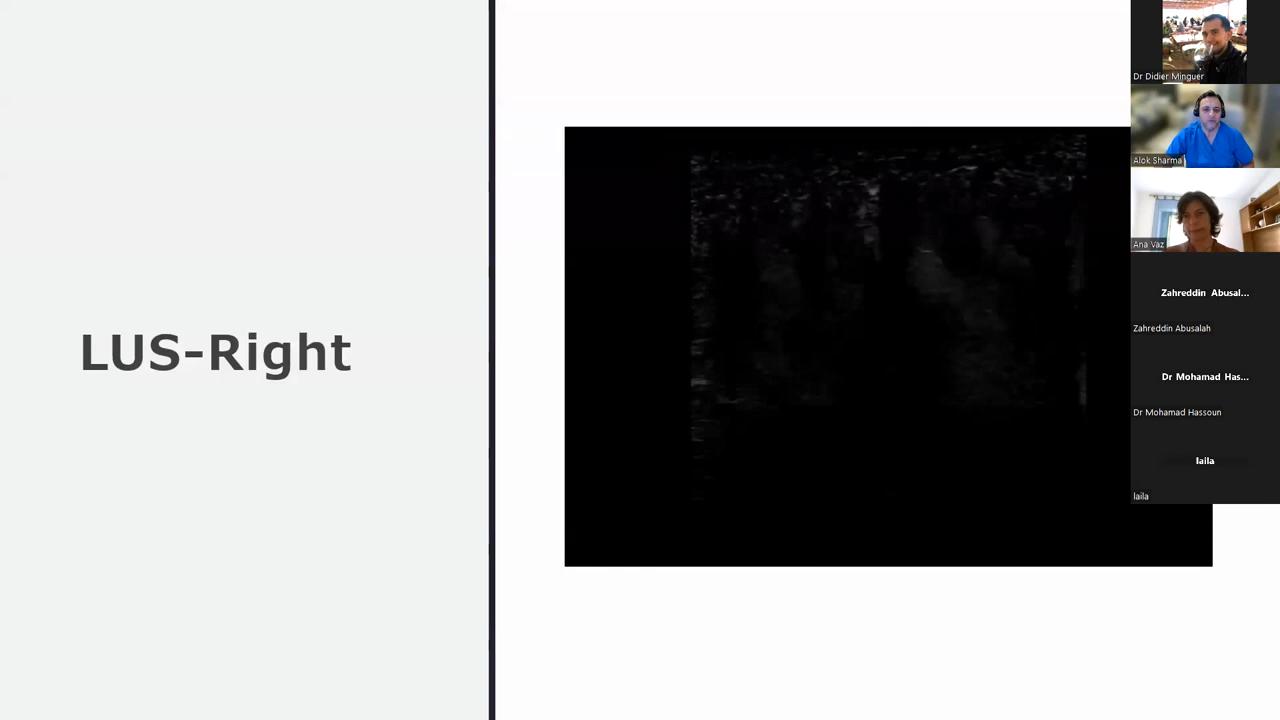 LUS-Right
Dr Didier Minguer
Alok Sharma
Ana Vaz
Zahreddin Abusal...
Zahreddin Abusalah
Dr Mohamad Has...
Dr Mohamad Hassoun
laila
laila